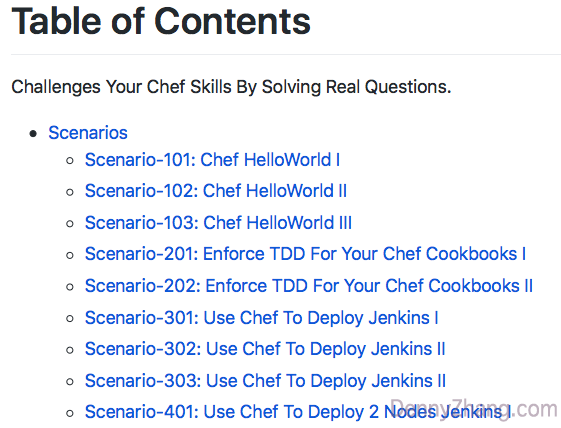 Table of Contents
Challenges Your Chef Skills By Solving Real Questions.
Scenarios
Scenario-101: Chef HelloWorld I
Scenario-102: Chef HelloWorld II
Scenario-103: Chef HelloWorld III
Scenario-201: Enforce TDD For Your Chef Cookbooks I
Scenario-202: Enforce TDD For Your Chef Cookbooks II
Scenario-301: Use Chef To Deploy Jenkins I
Scenario-302: Use Chef To Deploy Jenkins II
Scenario-303: Use Chef To Deploy Jenkins II
Scenario-401: Use Chef To Deploy 2 Nodes Jenkins I
DennyZhang.com